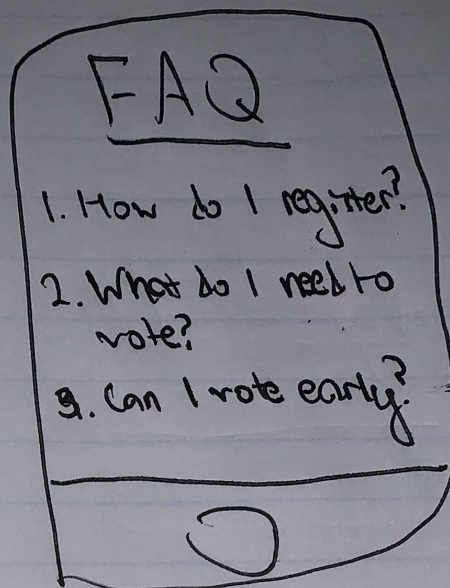 FAQ
1. How do I register?
2. What do I need to
vote?
3. Can I vote early?